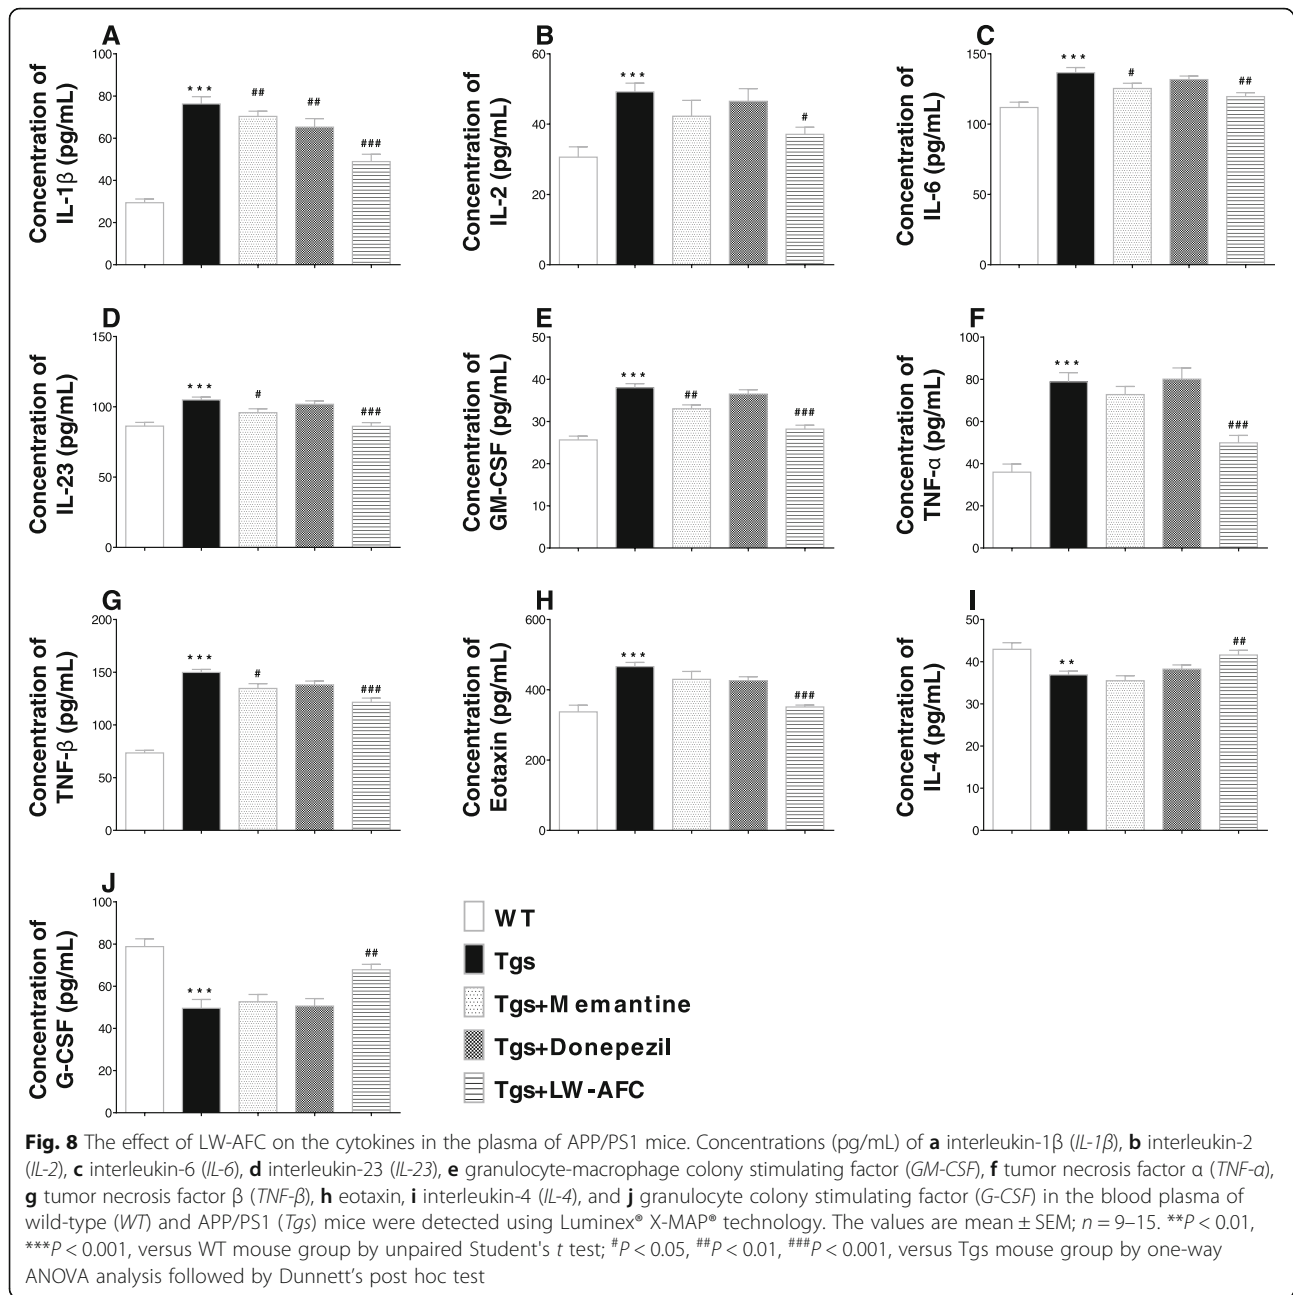 A
Concentration of
IL-1β (pg/mL)
100
80
60
40
20
0
***
##
##
###
B
Concentration of
IL-2 (pg/mL)
60
40
20
0
***
#
C
Concentration of
IL-6 (pg/mL)
150
100
50
0
***
#
##
D
Concentration of
IL-23 (pg/mL)
150
100
50
0
***
#
###
E
Concentration of
GM-CSF (pg/mL)
50
40
30
20
10
0
***
##
###
F
Concentration of
TNF-α (pg/mL)
100
80
60
40
20
0
***
###
G
Concentration of
TNF-β (pg/mL)
200
150
100
50
0
***
#
###
H
Concentration of
Eotaxin (pg/mL)
600
400
200
0
***
###
I
Concentration of
IL-4 (pg/mL)
50
40
30
20
10
0
**
##
J
Concentration of
G-CSF (pg/mL)
100
80
60
40
20
0
***
##
WT
Tgs
Tgs+Memantine
Tgs+Donepezil
Tgs+LW-AFC
Fig. 8 The effect of LW-AFC on the cytokines in the plasma of APP/PS1 mice. Concentrations (pg/mL) of a interleukin-1β (IL-1β), b interleukin-2
(IL-2), c interleukin-6 (IL-6), d interleukin-23 (IL-23), e granulocyte-macrophage colony stimulating factor (GM-CSF), f tumor necrosis factor α (TNF-α),
g tumor necrosis factor β (TNF-β), h eotaxin, i interleukin-4 (IL-4), and j granulocyte colony stimulating factor (G-CSF) in the blood plasma of
wild-type (WT) and APP/PS1 (Tgs) mice were detected using Luminex® X-MAP® technology. The values are mean ± SEM; n = 9–15. **P < 0.01,
***P < 0.001, versus WT mouse group by unpaired Student's t test; #P < 0.05, ##P < 0.01, ###P < 0.001, versus Tgs mouse group by one-way
ANOVA analysis followed by Dunnett's post hoc test